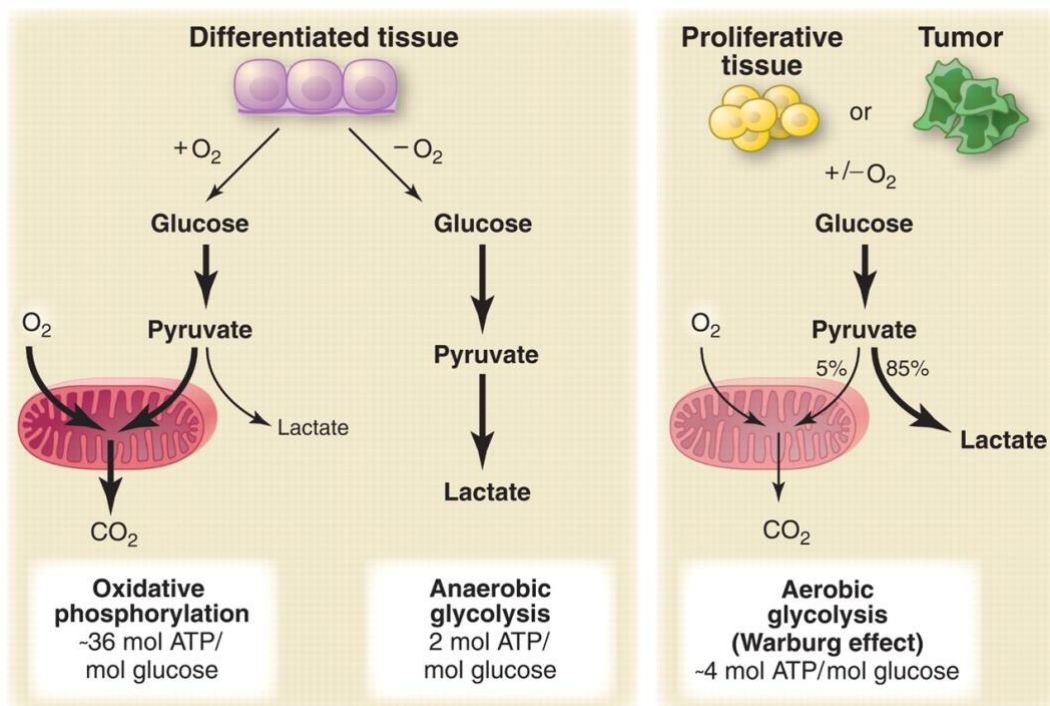 Differentiated tissue
+O₂
−O₂
Glucose
Glucose
O₂
Pyruvate
Pyruvate
Lactate
Lactate
CO₂
Oxidative
phosphorylation
~36 mol ATP/
mol glucose
Anaerobic
glycolysis
2 mol ATP/
mol glucose
Proliferative
tissue
or
Tumor
+/−O₂
Glucose
O₂
Pyruvate
5%
85%
Lactate
CO₂
Aerobic
glycolysis
(Warburg effect)
~4 mol ATP/mol glucose